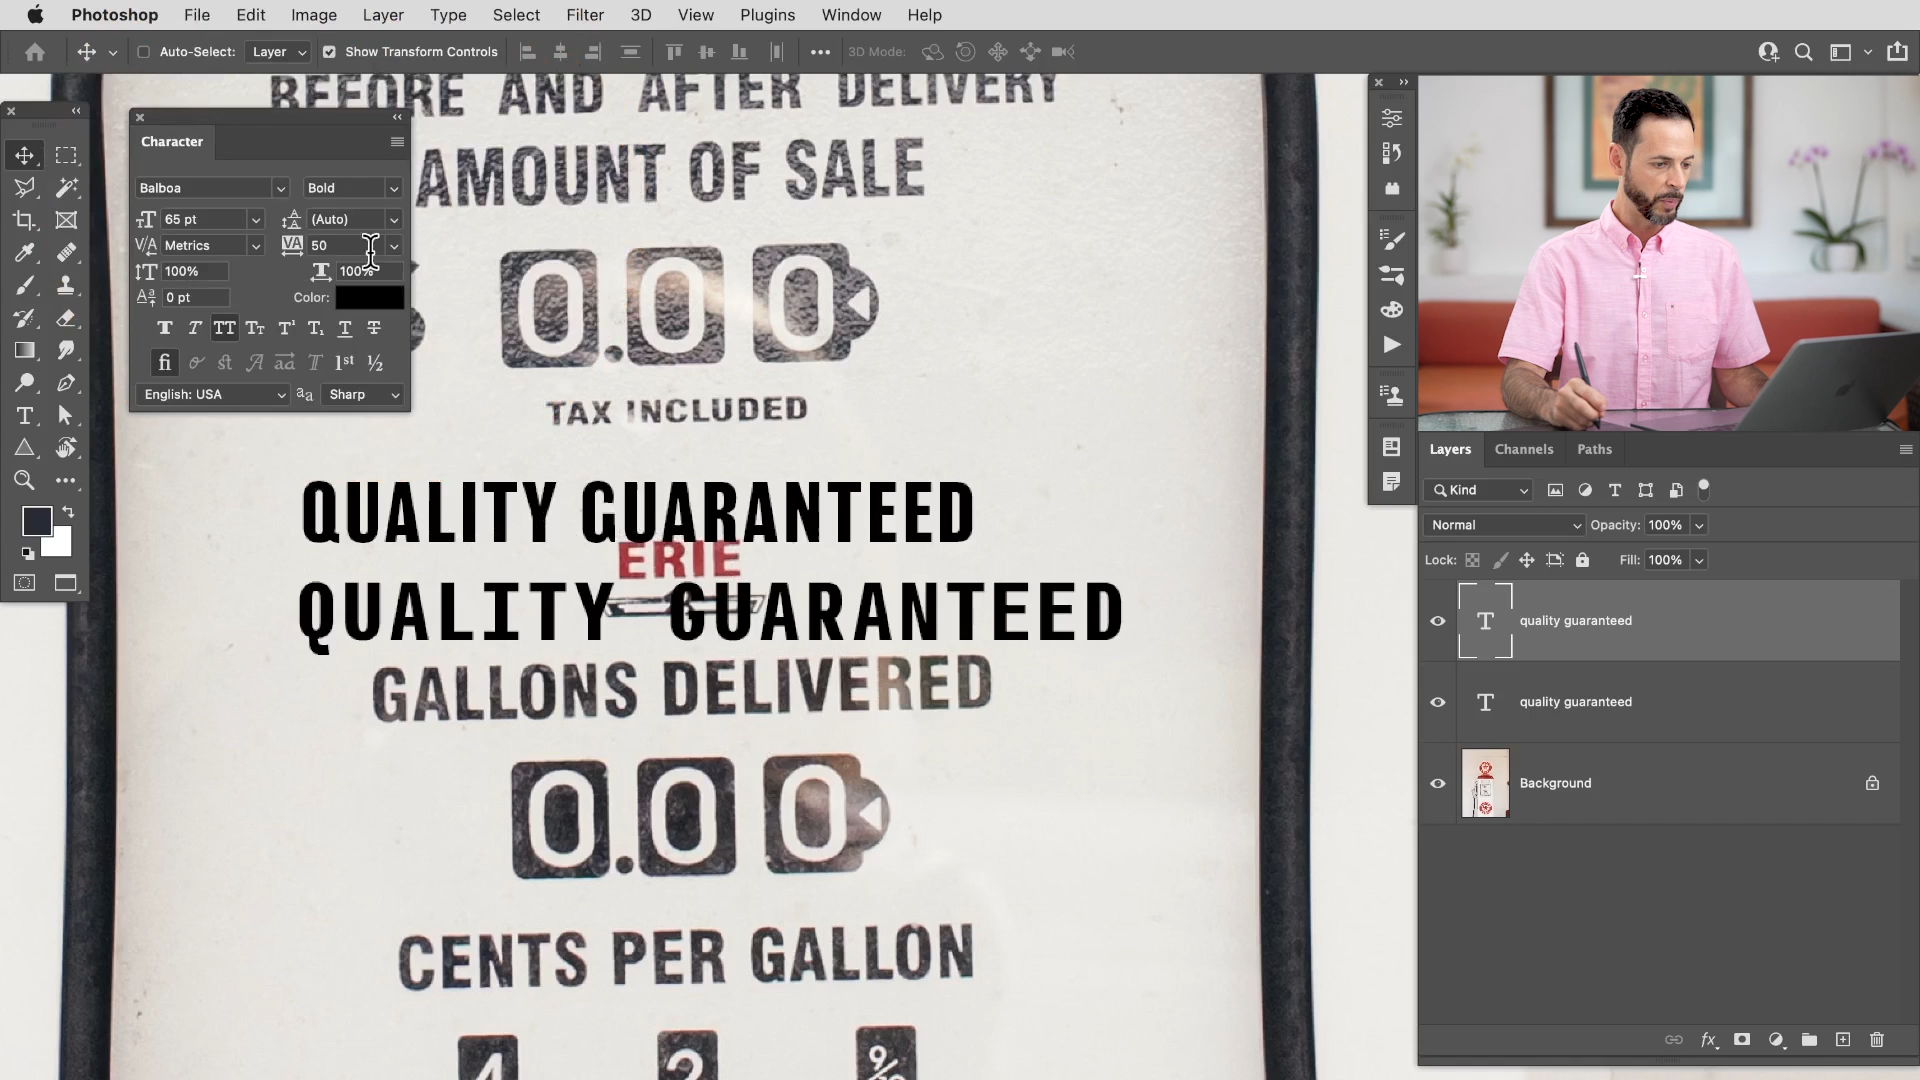 Photoshop File Edit Image Layer Type Select Filter 3D View Plugins Window Help
Auto-Select: Layer Show Transform Controls 3D Mode:
BEFORE AND AFTER DELIVERY
Character
AMOUNT OF SALE
Balboa Bold
65 pt (Auto)
Metrics 50
100% 100%
0 pt Color:
English: USA Sharp
0.00
TAX INCLUDED
QUALITY GUARANTEED
ERIE
QUALITY GUARANTEED
GALLONS DELIVERED
0.00
CENTS PER GALLON
4 2 %
Layers Channels Paths
Kind
Normal Opacity: 100%
Lock: Fill: 100%
quality guaranteed
quality guaranteed
Background
fx